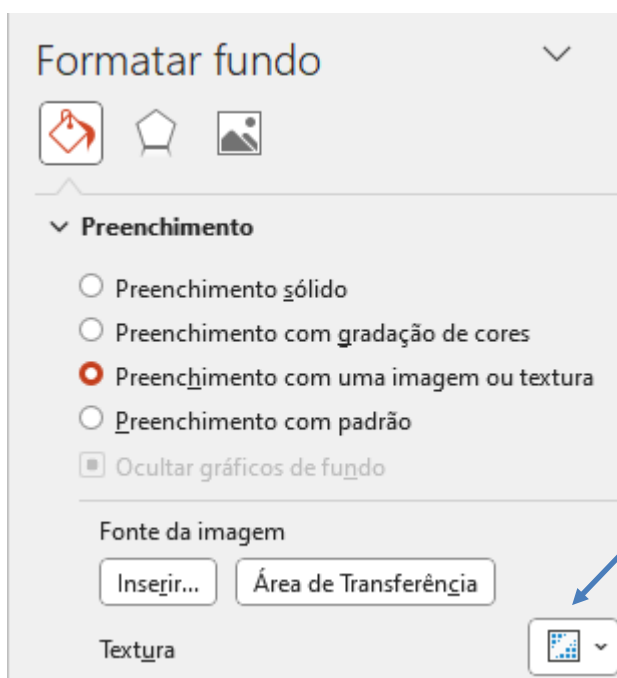 Formatar fundo
Preenchimento
Preenchimento sólido
Preenchimento com gradação de cores
Preenchimento com uma imagem ou textura
Preenchimento com padrão
Ocultar gráficos de fundo
Fonte da imagem
Inserir... Área de Transferência
Textura